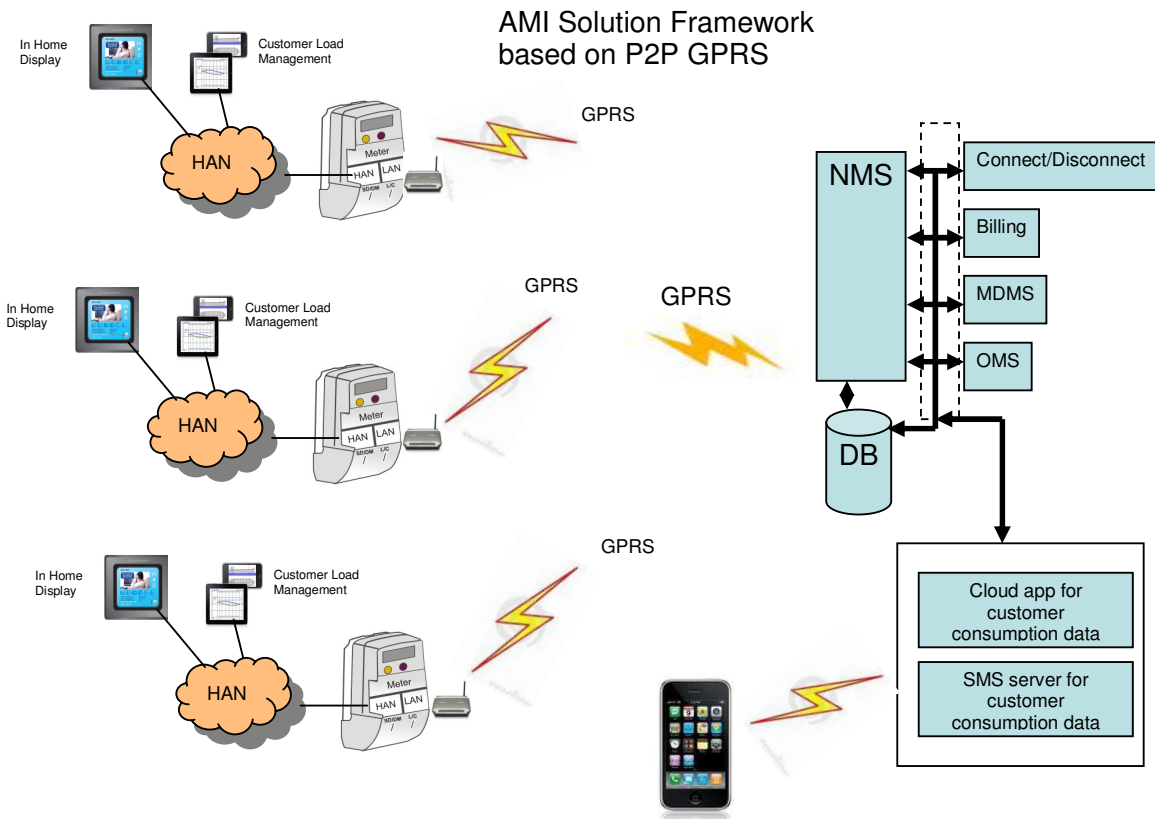 AMI Solution Framework
based on P2P GPRS
In Home
Display
Customer Load
Management
GPRS
HAN
Meter
HAN LAN
SD/DM L/C
/ /
NMS
Connect/Disconnect
Billing
MDMS
OMS
DB
In Home
Display
Customer Load
Management
GPRS
GPRS
HAN
Meter
HAN LAN
SD/DM L/C
/ /
In Home
Display
Customer Load
Management
GPRS
HAN
Meter
HAN LAN
SD/DM L/C
/ /
Cloud app for
customer
consumption data
SMS server for
customer
consumption data